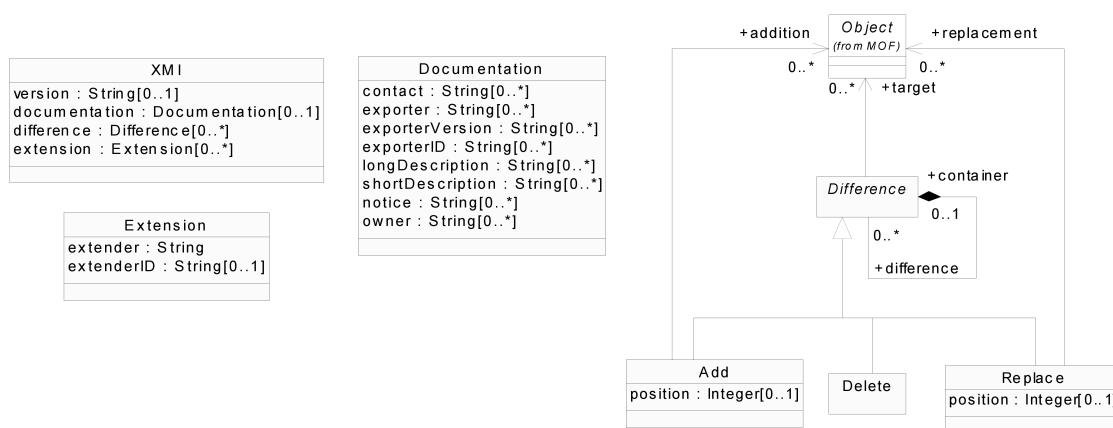 XMI
version : String[0..1]
documentation : Documentation[0..1]
difference : Difference[0..*]
extension : Extension[0..*]
Extension
extender : String
extenderID : String[0..1]
Documentation
contact : String[0..*]
exporter : String[0..*]
exporterVersion : String[0..*]
exporterID : String[0..*]
longDescription : String[0..*]
shortDescription : String[0..*]
notice : String[0..*]
owner : String[0..*]
Object
(from MOF)
+addition
0..*
+replacement
0..*
0..*
+target
Difference
+container
0..1
0..*
+difference
Add
position : Integer[0..1]
Delete
Replace
position : Integer[0..1]